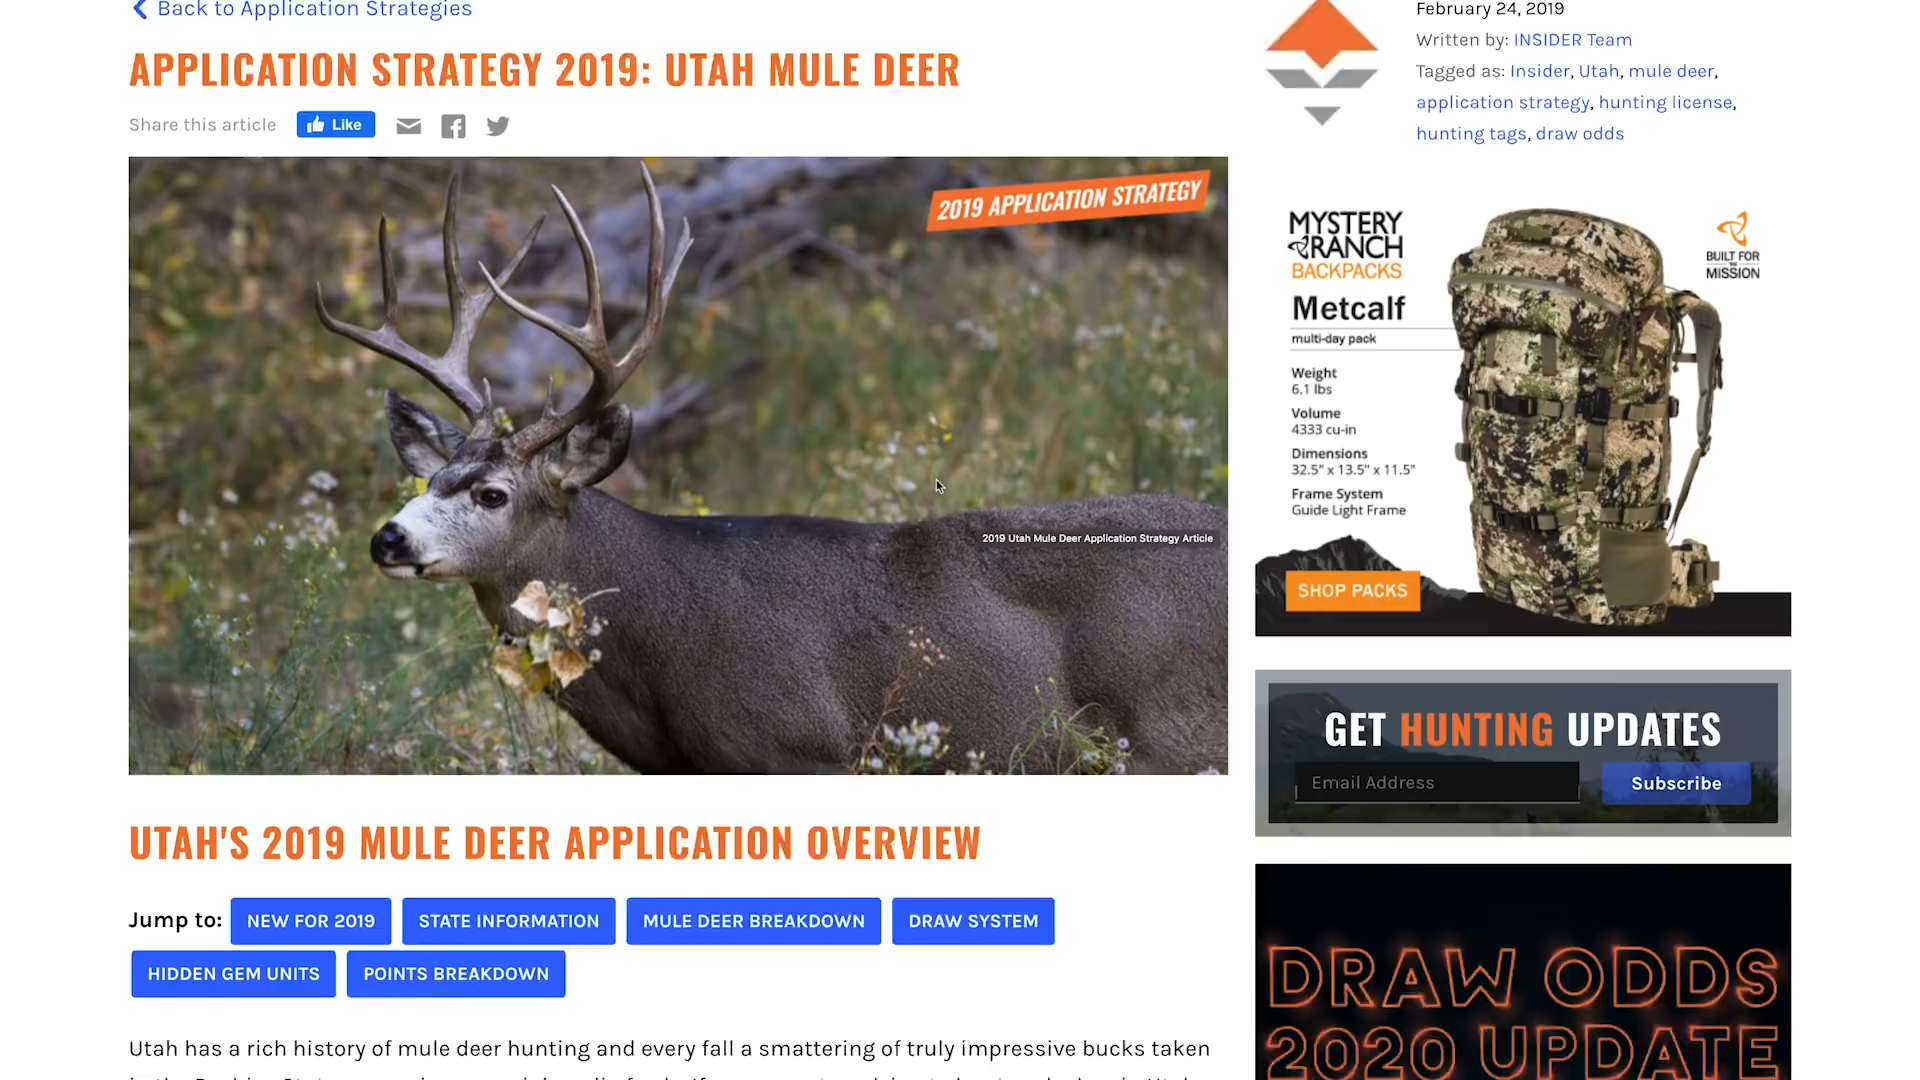 Back to Application Strategies
APPLICATION STRATEGY 2019: UTAH MULE DEER
Share this article
Like
2019 APPLICATION STRATEGY
2019 Utah Mule Deer Application Strategy Article
UTAH'S 2019 MULE DEER APPLICATION OVERVIEW
Jump to: NEW FOR 2019 STATE INFORMATION MULE DEER BREAKDOWN DRAW SYSTEM
HIDDEN GEM UNITS POINTS BREAKDOWN
Utah has a rich history of mule deer hunting and every fall a smattering of truly impressive bucks taken
February 24, 2019
Written by: INSIDER Team
Tagged as: Insider, Utah, mule deer,
application strategy, hunting license,
hunting tags, draw odds
MYSTERY
RANCH
BACKPACKS
BUILT FOR
THE
MISSION
Metcalf
multi-day pack
Weight
6.1 lbs
Volume
4333 cu-in
Dimensions
32.5" x 13.5" x 11.5"
Frame System
Guide Light Frame
SHOP PACKS
GET HUNTING UPDATES
Email Address
Subscribe
DRAW ODDS
2020 UPDATE